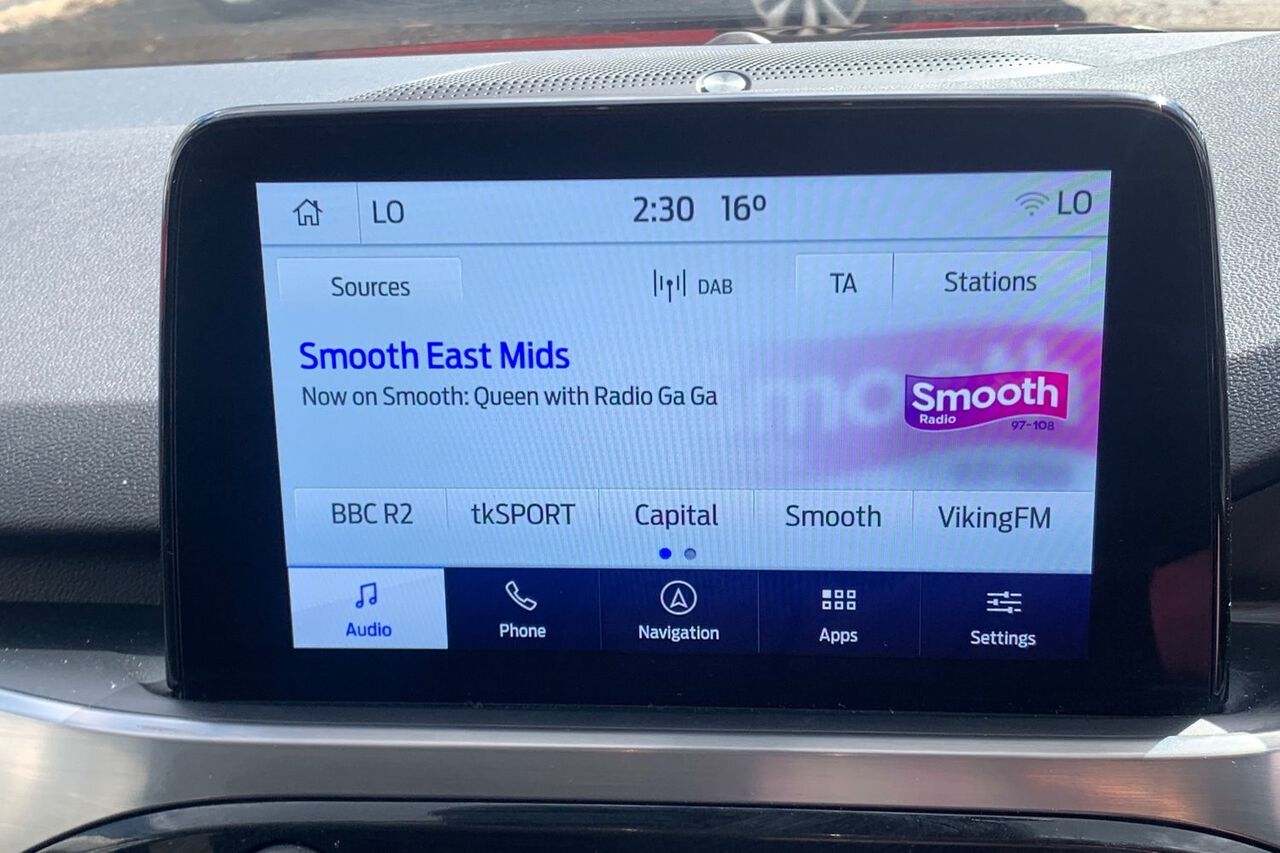 LO 2:30 16º LO
Sources DAB TA Stations
Smooth East Mids
Now on Smooth: Queen with Radio Ga Ga
Smooth
Radio
97-108
BBC R2 tkSPORT Capital Smooth VikingFM
Audio Phone Navigation Apps Settings